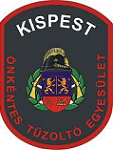 KISPEST
ÖNKÉNTES TŰZOLTÓ EGYESÜLET